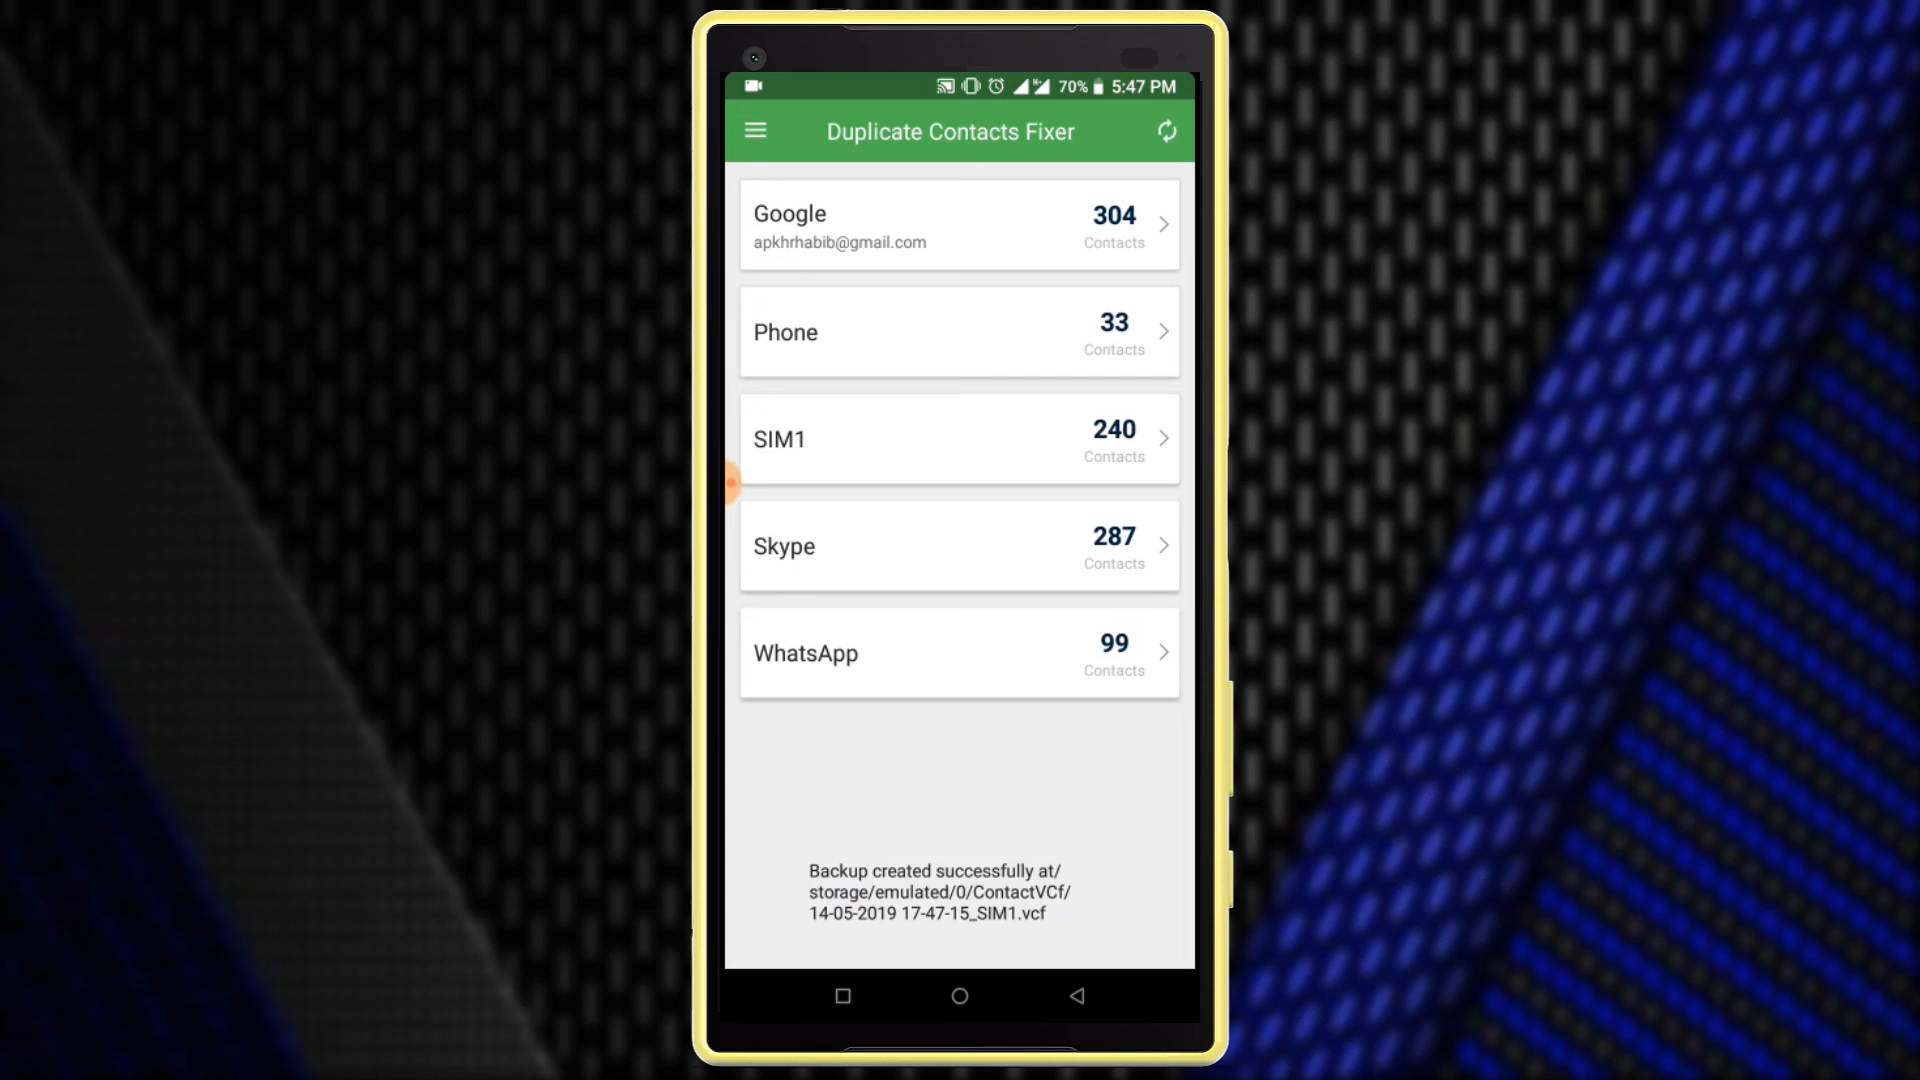 70% 5:47 PM
Duplicate Contacts Fixer
Google
304
apkhrhabib@gmail.com
Contacts
Phone
33
Contacts
SIM1
240
Contacts
Skype
287
Contacts
WhatsApp
99
Contacts
Backup created successfully at/
storage/emulated/0/ContactVCf/
14-05-2019 17-47-15_SIM1.vcf